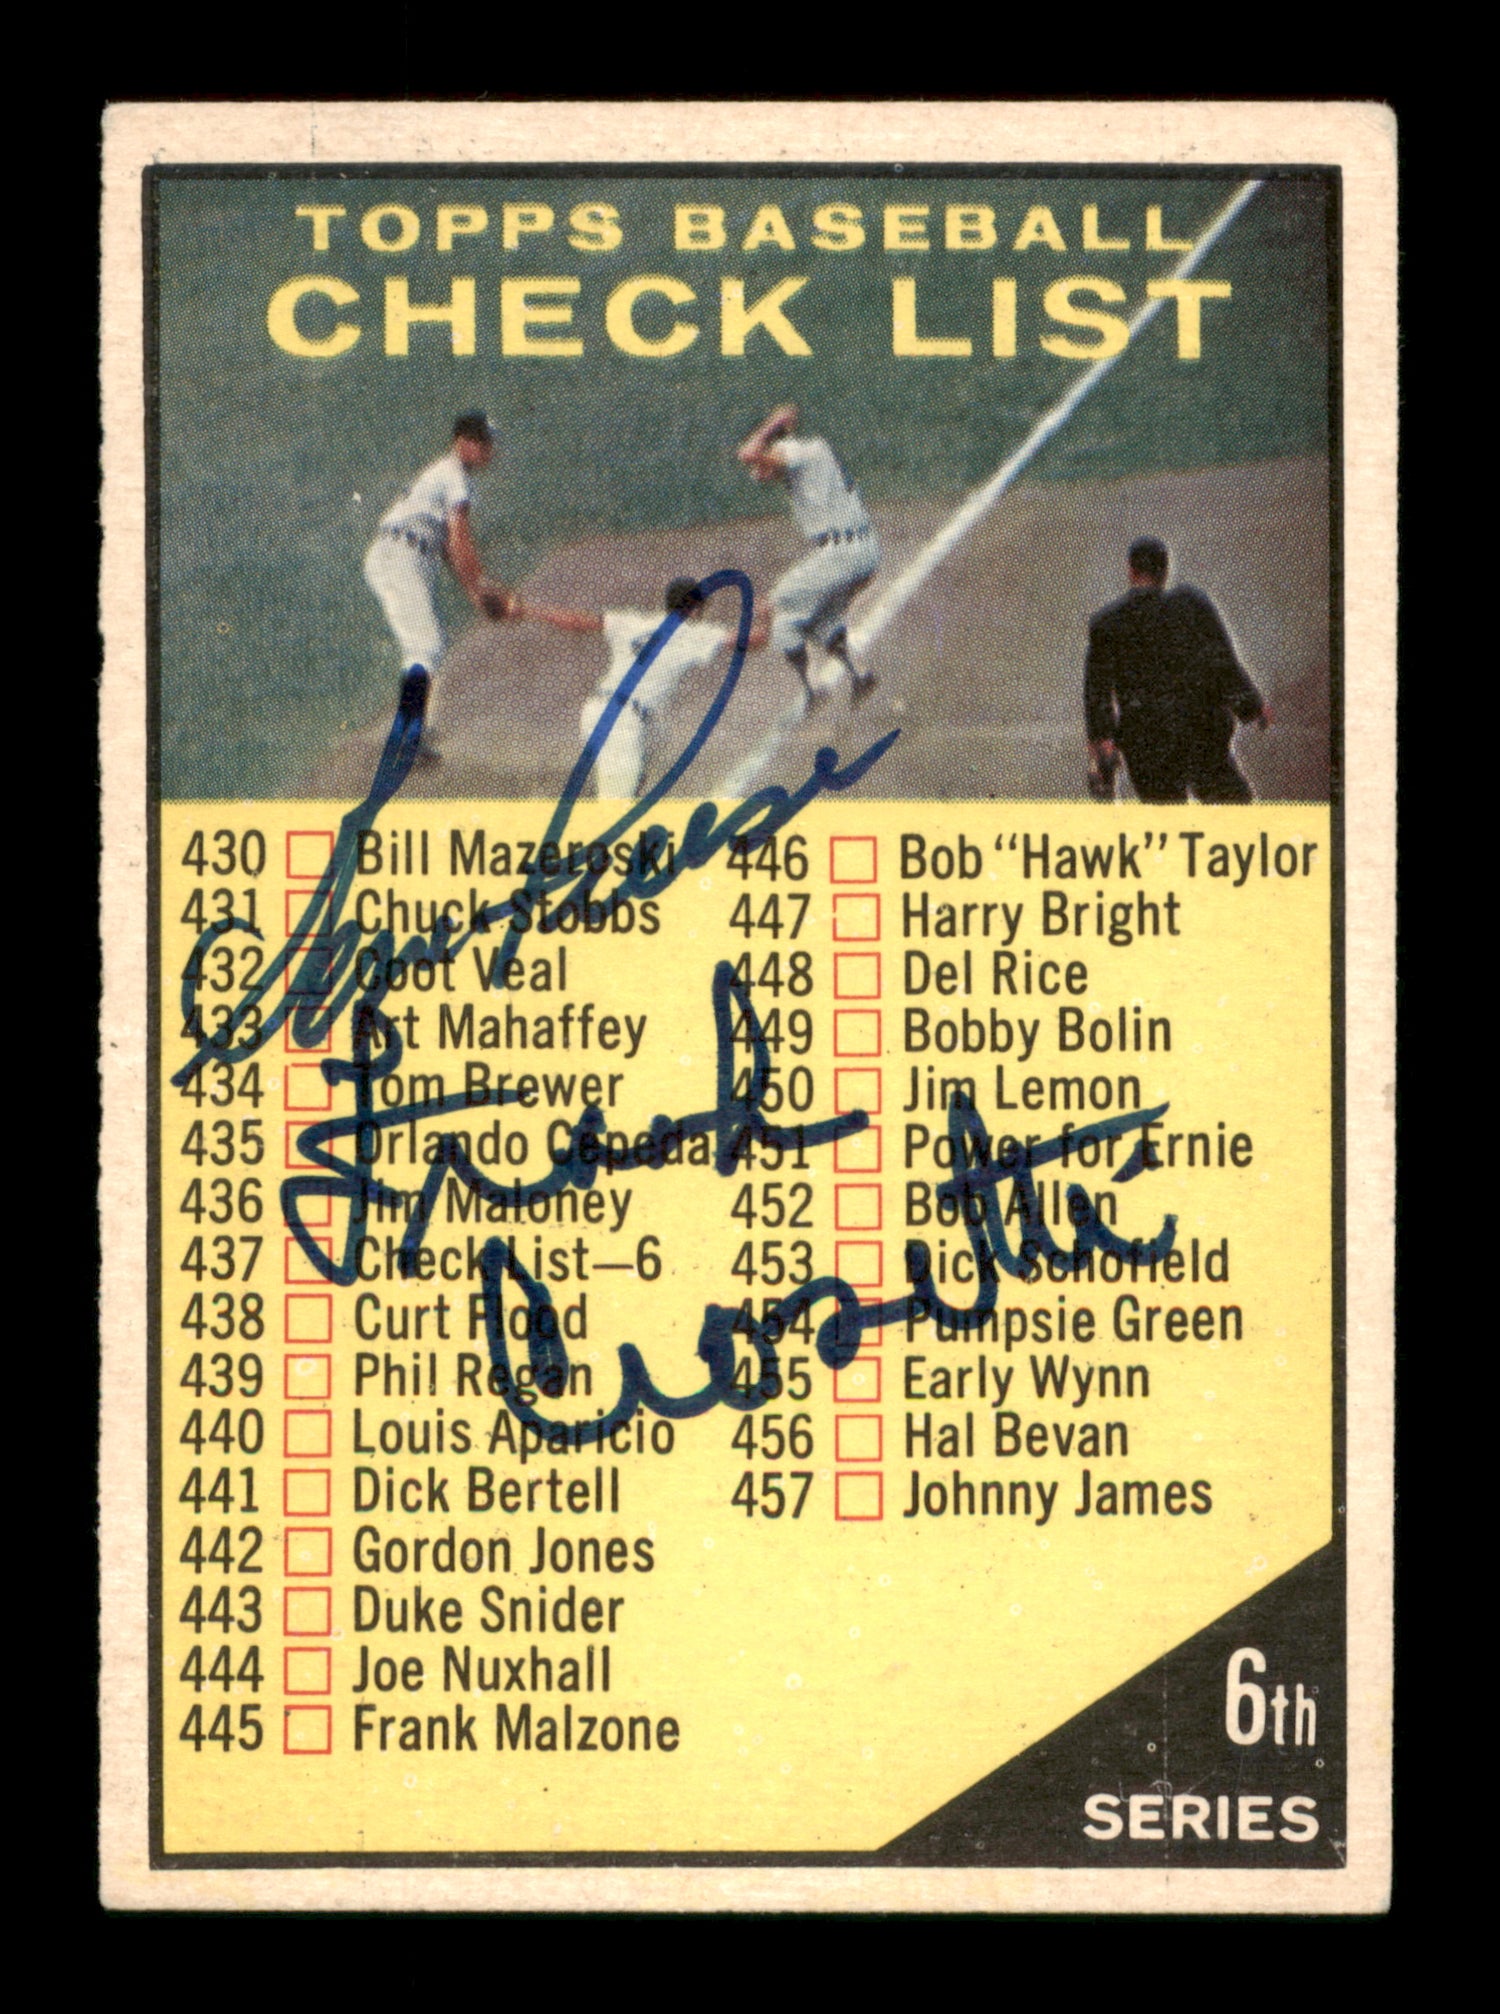 TOPPS BASEBALL
CHECK LIST
430 Bill Mazeroski
431 Chuck Stobbs
432 Coot Veal
433 Art Mahaffey
434 Tom Brewer
435 Orlando Cepeda
436 Jim Maloney
437 Check List—6
438 Curt Flood
439 Phil Regan
440 Louis Aparicio
441 Dick Bertell
442 Gordon Jones
443 Duke Snider
444 Joe Nuxhall
445 Frank Malzone
446 Bob “Hawk” Taylor
447 Harry Bright
448 Del Rice
449 Bobby Bolin
450 Jim Lemon
451 Power for Ernie
452 Bob Allen
453 Dick Schofield
454 Pumpsie Green
455 Early Wynn
456 Hal Bevan
457 Johnny James
Frank
Crosetti
6th
SERIES